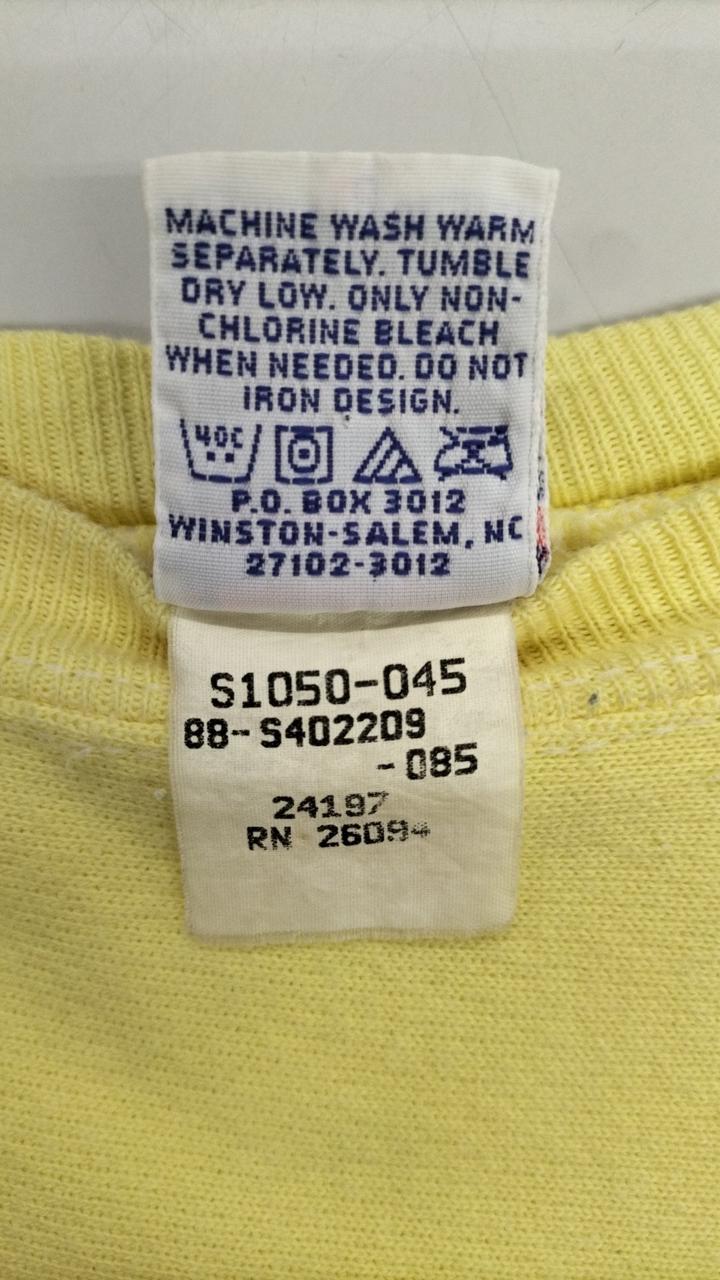 MACHINE WASH WARM
SEPARATELY. TUMBLE
DRY LOW. ONLY NON-
CHLORINE BLEACH
WHEN NEEDED. DO NOT
IRON DESIGN.
40C
P.O. BOX 3012
WINSTON-SALEM, NC
27102-3012
S1050-045
88-S402209
-085
24197
RN 26094